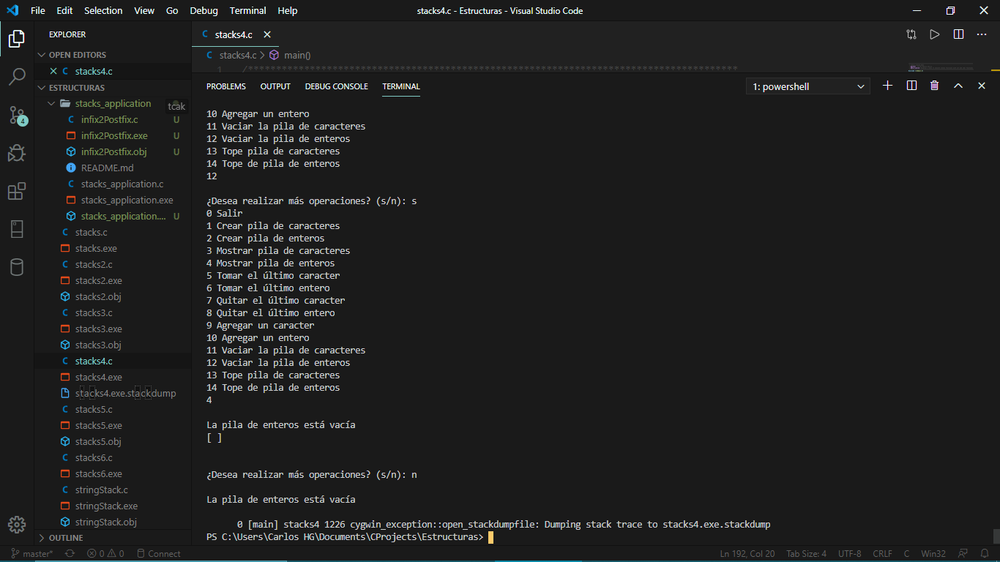 File Edit Selection View Go Debug Terminal Help
stacks4.c - Estructuras - Visual Studio Code
EXPLORER
OPEN EDITORS
stacks4.c
ESTRUCTURAS
stacks_application
tcak
infix2Postfix.c U
infix2Postfix.exe U
infix2Postfix.obj U
README.md
stacks_application.c
stacks_application.exe
stacks_application.... U
stacks.c
stacks.exe
stacks2.c
stacks2.exe
stacks2.obj
stacks3.c
stacks3.exe
stacks3.obj
stacks4.c
stacks4.exe
stacks4.exe.stackdump
stacks5.c
stacks5.exe
stacks5.obj
stacks6.c
stacks6.exe
stringStack.c
stringStack.exe
stringStack.obj
OUTLINE
4
stacks4.c
stacks4.c > main()
PROBLEMS OUTPUT DEBUG CONSOLE TERMINAL
1: powershell
10 Agregar un entero
11 Vaciar la pila de caracteres
12 Vaciar la pila de enteros
13 Tope pila de caracteres
14 Tope de pila de enteros
12
¿Desea realizar más operaciones? (s/n): s
0 Salir
1 Crear pila de caracteres
2 Crear pila de enteros
3 Mostrar pila de caracteres
4 Mostrar pila de enteros
5 Tomar el último caracter
6 Tomar el último entero
7 Quitar el último caracter
8 Quitar el último entero
9 Agregar un caracter
10 Agregar un entero
11 Vaciar la pila de caracteres
12 Vaciar la pila de enteros
13 Tope pila de caracteres
14 Tope de pila de enteros
4
La pila de enteros está vacía
[ ]
¿Desea realizar más operaciones? (s/n): n
La pila de enteros está vacía
0 [main] stacks4 1226 cygwin_exception::open_stackdumpfile: Dumping stack trace to stacks4.exe.stackdump
PS C:\Users\Carlos HG\Documents\CProjects\Estructuras>
master* 0 0 Connect
Ln 192, Col 20 Tab Size: 4 UTF-8 CRLF C Win32